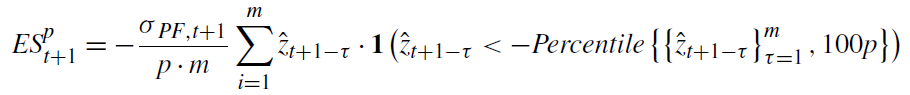 $ES^{p}_{t+1} = -\frac{\sigma_{PF,t+1}}{p \cdot m} \sum_{i=1}^{m} \hat{z}_{t+1-\tau} \cdot \mathbf{1}\left(\hat{z}_{t+1-\tau} < -Percentile\left\{\left\{\hat{z}_{t+1-\tau}\right\}^{m}_{\tau=1}, 100p\right\}\right)$